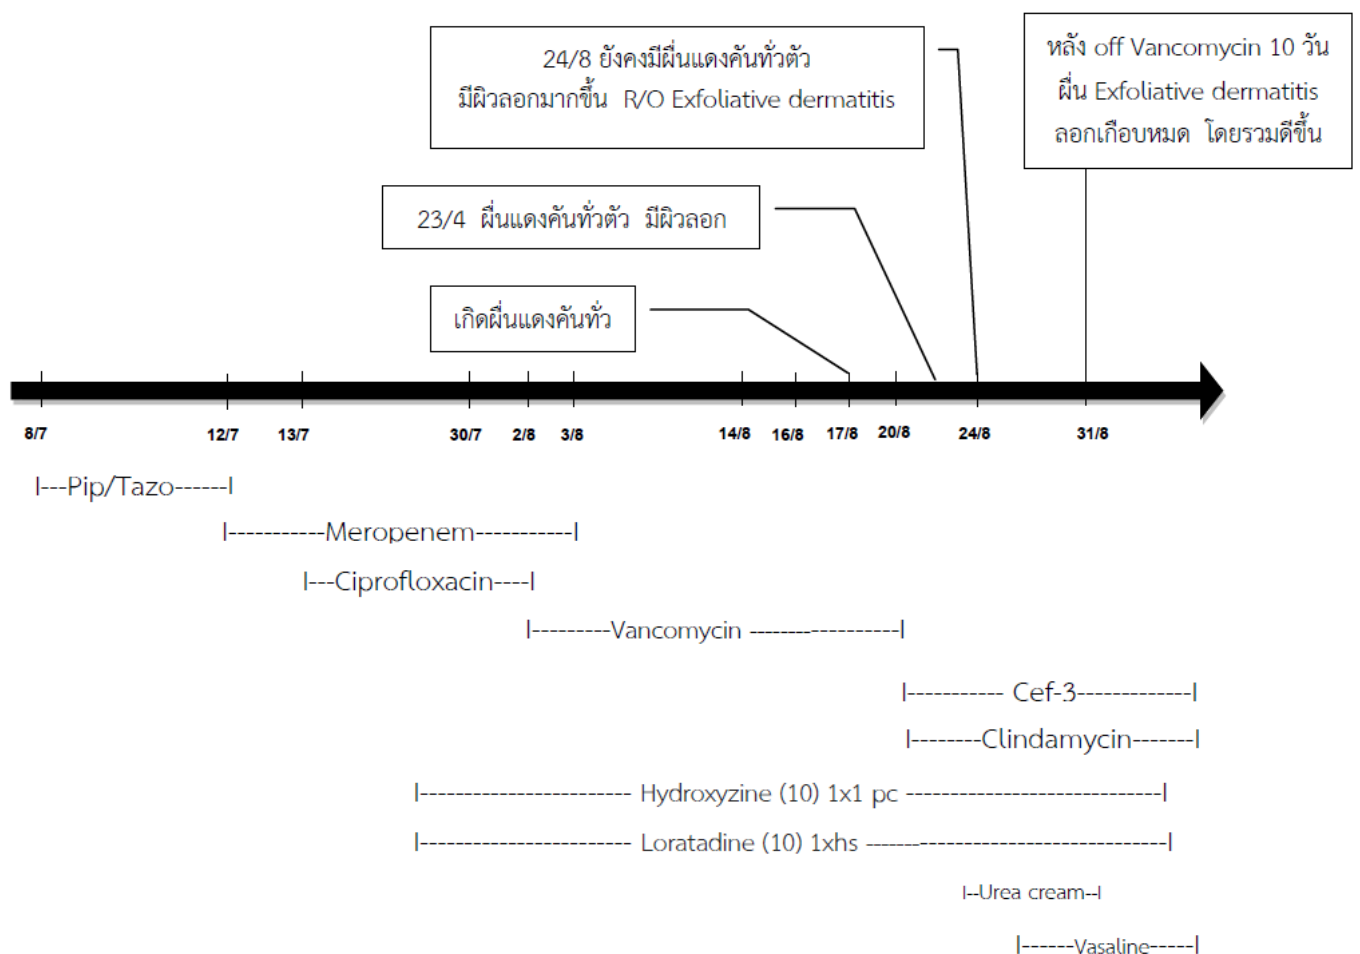 24/8 ยังคงมีผื่นแดงคันทั่วตัว
มีผิวลอกมากขึ้น R/O Exfoliative dermatitis
หลัง off Vancomycin 10 วัน
ผื่น Exfoliative dermatitis
ลอกเกือบหมด โดยรวมดีขึ้น
23/4 ผื่นแดงคันทั่วตัว มีผิวลอก
เกิดผื่นแดงคันทั่ว
8/7 12/7 13/7 30/7 2/8 3/8 14/8 16/8 17/8 20/8 24/8 31/8
|---Pip/Tazo------|
|-----------Meropenem-----------|
|---Ciprofloxacin----|
|---------Vancomycin -----------------|
|----------- Cef-3-------------|
|--------Clindamycin-------|
|------------------------ Hydroxyzine (10) 1x1 pc -----------------------------|
|------------------------ Loratadine (10) 1xhs ----------------------------------|
|--Urea cream--|
|------Vasaline-----|